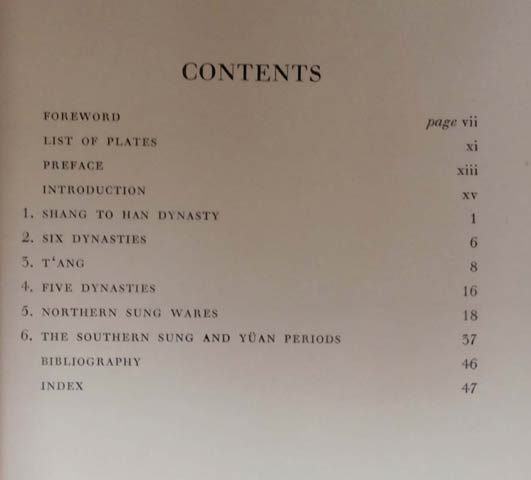 CONTENTS
FOREWORD page vii
LIST OF PLATES xi
PREFACE xiii
INTRODUCTION xv
1. SHANG TO HAN DYNASTY 1
2. SIX DYNASTIES 6
3. T‘ANG 8
4. FIVE DYNASTIES 16
5. NORTHERN SUNG WARES 18
6. THE SOUTHERN SUNG AND YÜAN PERIODS 37
BIBLIOGRAPHY 46
INDEX 47